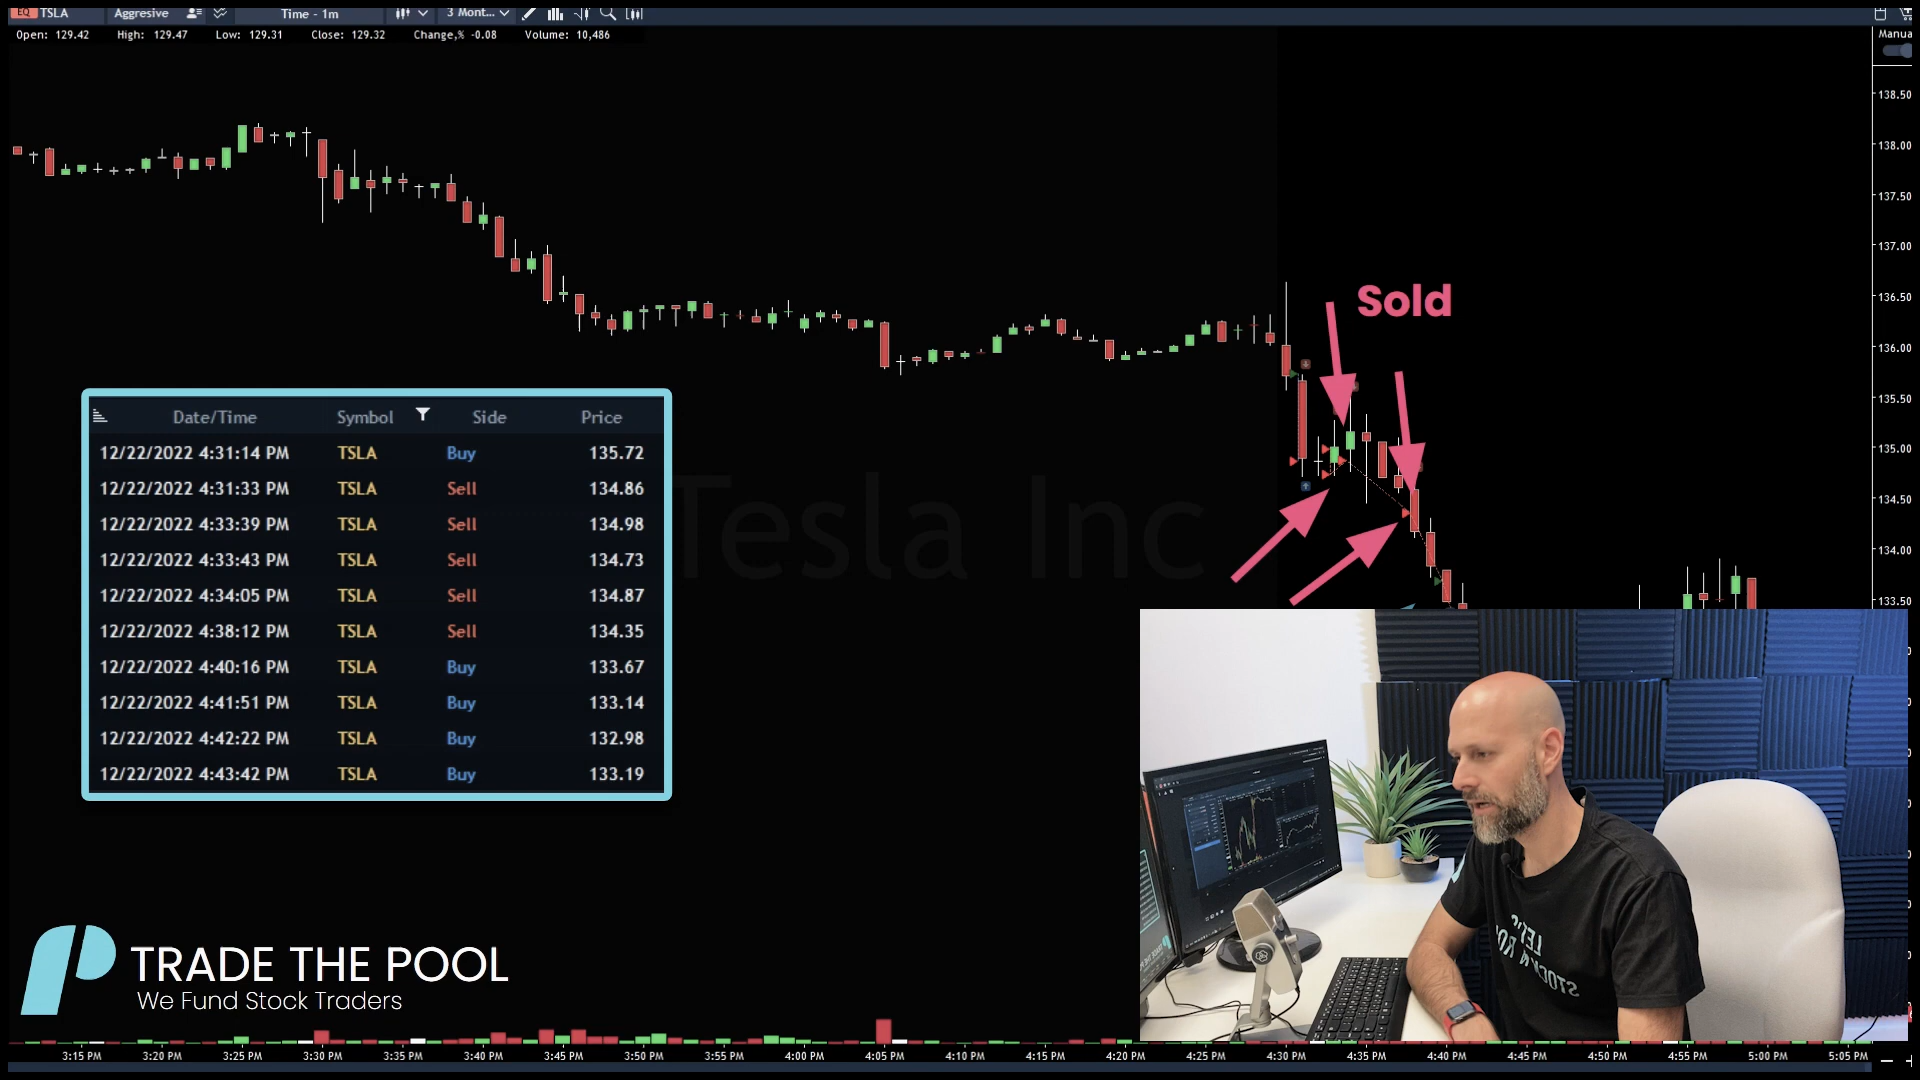 EQ TSLA Aggresive Time - 1m 3 Mont...
Open: 129.42 High: 129.47 Low: 129.31 Close: 129.32 Change,% -0.08 Volume: 10,486
Manua
138.50
138.00
137.50
137.00
136.50
136.00
135.50
135.00
134.50
134.00
133.50
Sold
Tesla Inc
Date/Time Symbol Side Price
12/22/2022 4:31:14 PM TSLA Buy 135.72
12/22/2022 4:31:33 PM TSLA Sell 134.86
12/22/2022 4:33:39 PM TSLA Sell 134.98
12/22/2022 4:33:43 PM TSLA Sell 134.73
12/22/2022 4:34:05 PM TSLA Sell 134.87
12/22/2022 4:38:12 PM TSLA Sell 134.35
12/22/2022 4:40:16 PM TSLA Buy 133.67
12/22/2022 4:41:51 PM TSLA Buy 133.14
12/22/2022 4:42:22 PM TSLA Buy 132.98
12/22/2022 4:43:42 PM TSLA Buy 133.19
TRADE THE POOL
We Fund Stock Traders
3:15 PM 3:20 PM 3:25 PM 3:30 PM 3:35 PM 3:40 PM 3:45 PM 3:50 PM 3:55 PM 4:00 PM 4:05 PM 4:10 PM 4:15 PM 4:20 PM 4:25 PM 4:30 PM 4:35 PM 4:40 PM 4:45 PM 4:50 PM 4:55 PM 5:00 PM 5:05 PM